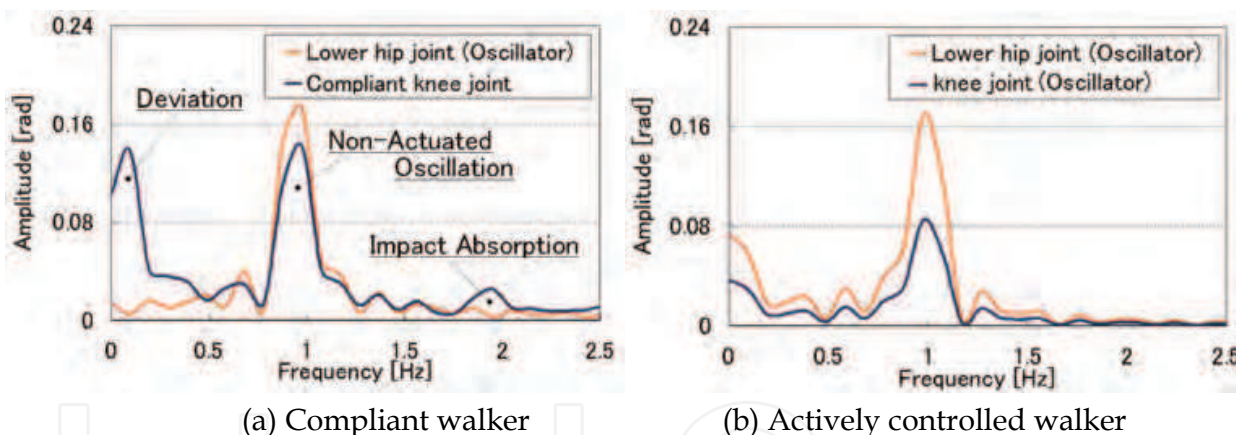 0.24
0.16
0.08
0
Amplitude [rad]
Lower hip joint (Oscillator)
Compliant knee joint
Deviation
Non-Actuated
Oscillation
Impact Absorption
0 0.5 1 1.5 2 2.5
Frequency [Hz]
(a) Compliant walker
0.24
0.16
0.08
0
Amplitude [rad]
Lower hip joint (Oscillator)
knee joint (Oscillator)
0 0.5 1 1.5 2 2.5
Frequency [Hz]
(b) Actively controlled walker